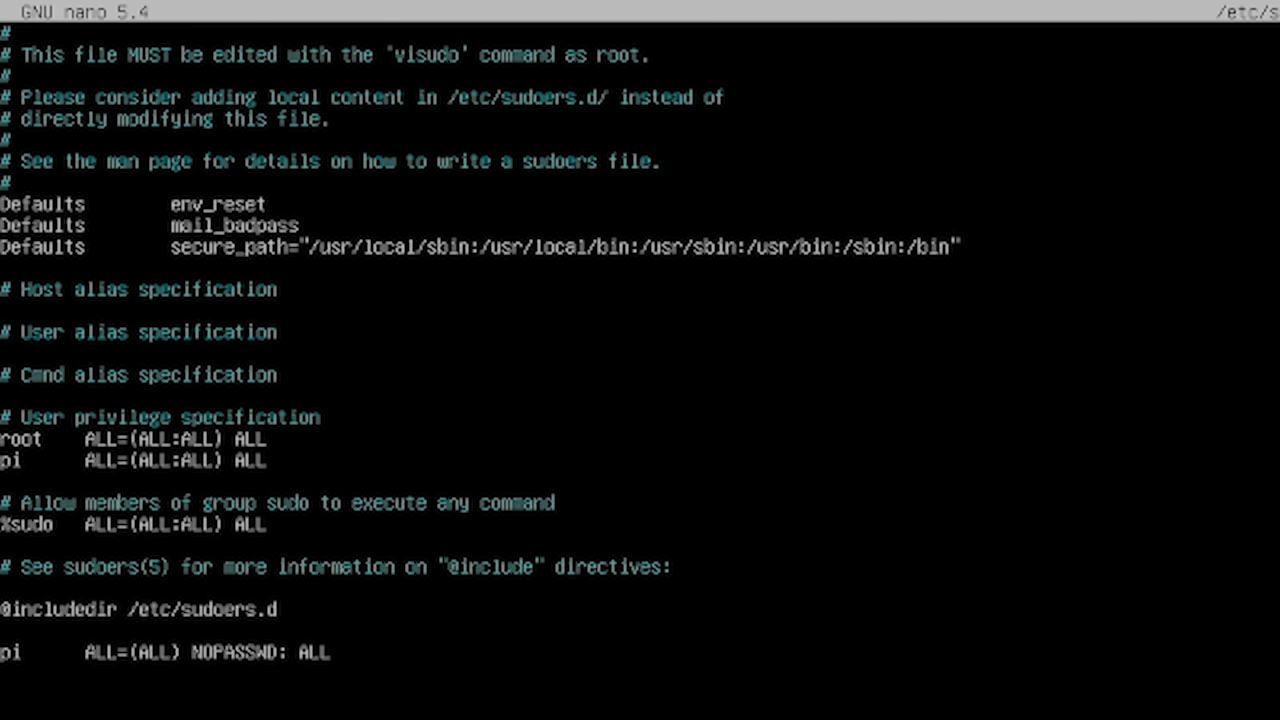 GNU nano 5.4 /etc/s
#
# This file MUST be edited with the 'visudo' command as root.
#
# Please consider adding local content in /etc/sudoers.d/ instead of
# directly modifying this file.
#
# See the man page for details on how to write a sudoers file.
#
Defaults env_reset
Defaults mail_badpass
Defaults secure_path="/usr/local/sbin:/usr/local/bin:/usr/sbin:/usr/bin:/sbin:/bin"
# Host alias specification
# User alias specification
# Cmnd alias specification
# User privilege specification
root ALL=(ALL:ALL) ALL
pi ALL=(ALL:ALL) ALL
# Allow members of group sudo to execute any command
%sudo ALL=(ALL:ALL) ALL
# See sudoers(5) for more information on "@include" directives:
@includedir /etc/sudoers.d
pi ALL=(ALL) NOPASSWD: ALL